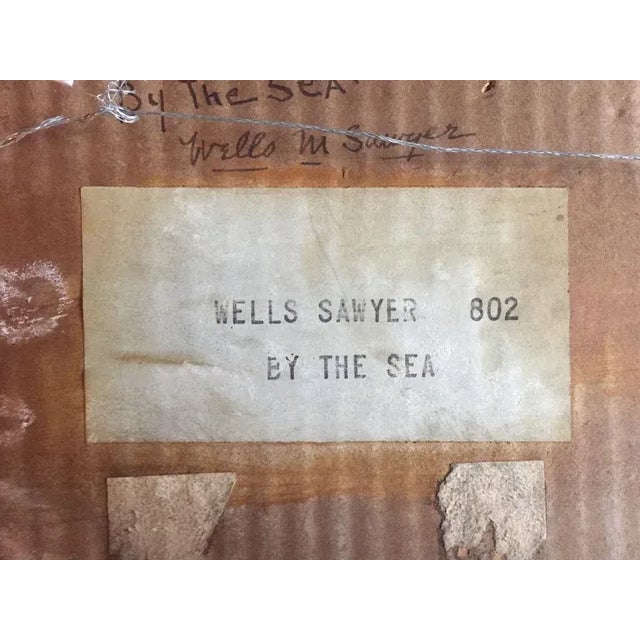 By The SEA
Wells M Sawyer
WELLS SAWYER 802
BY THE SEA